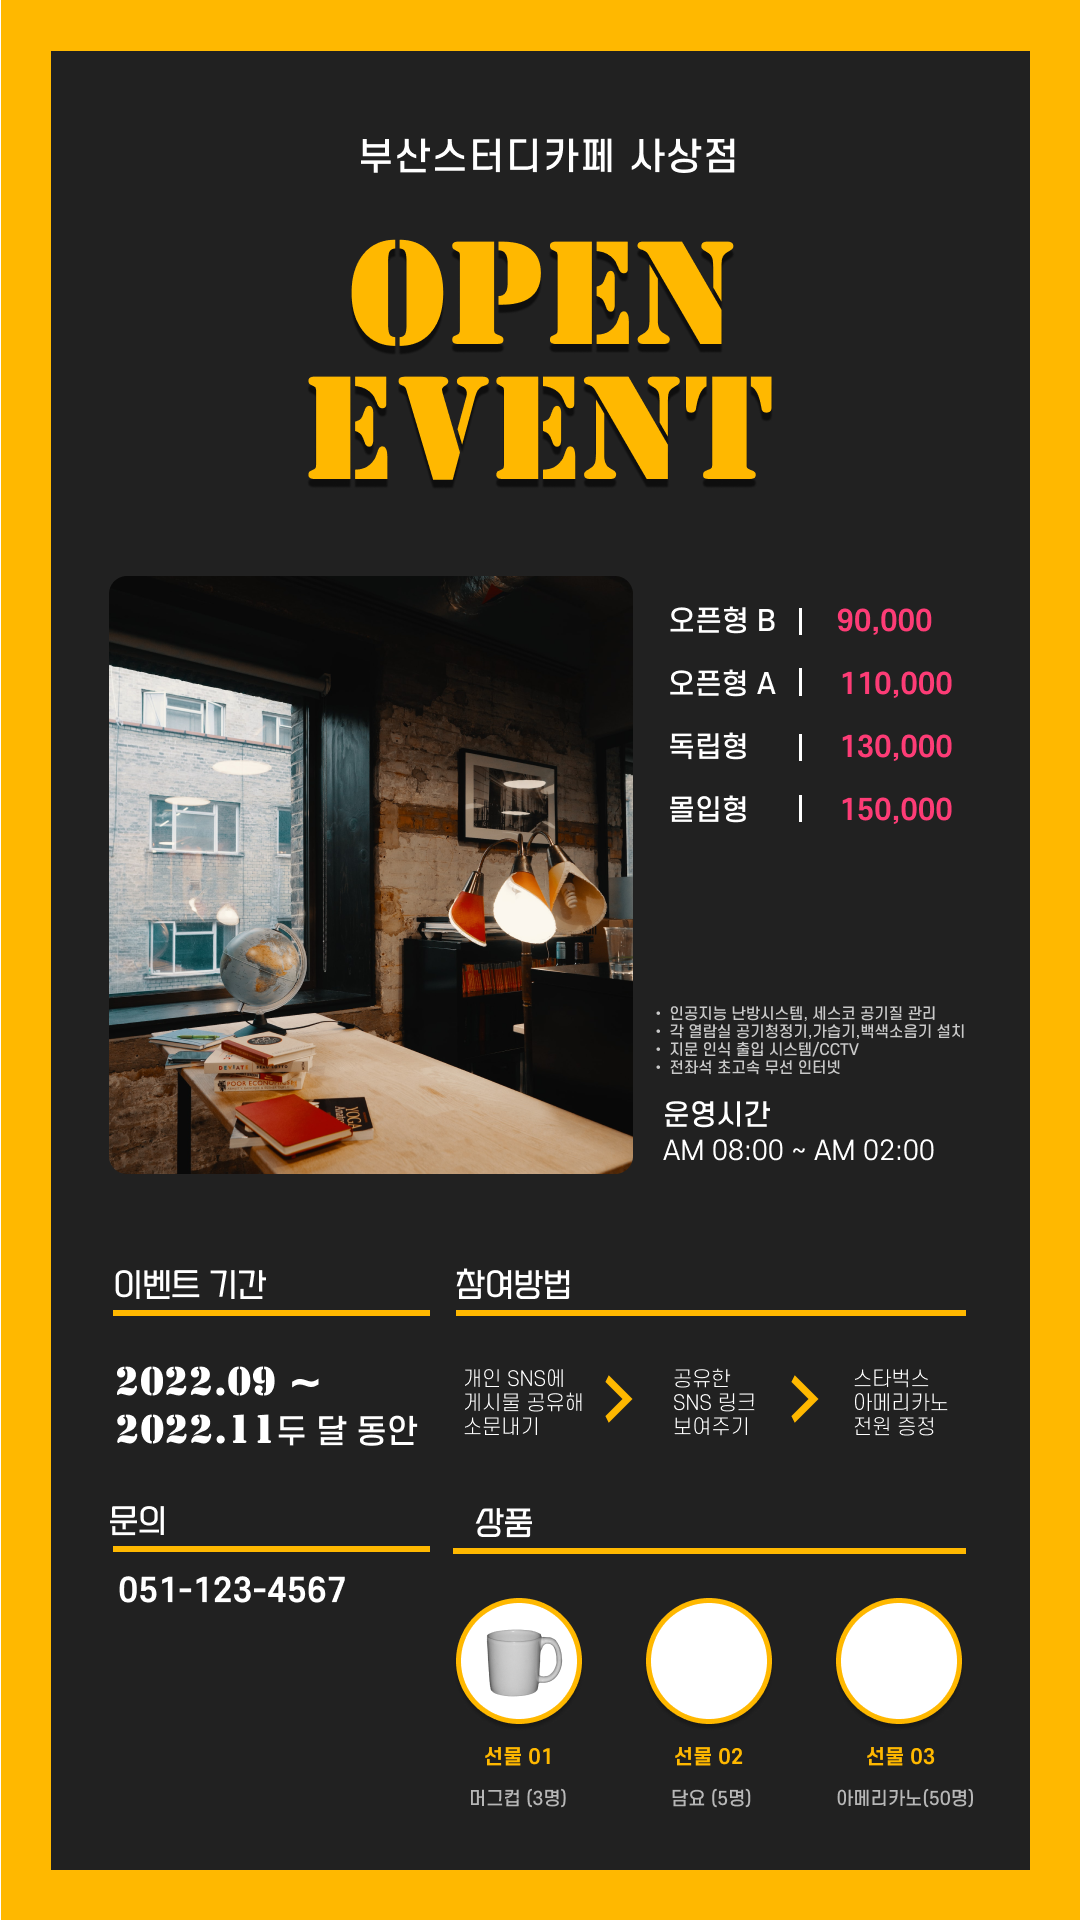 부산스터디카페 사상점
OPEN
EVENT
오픈형 B | 90,000
오픈형 A | 110,000
독립형 | 130,000
몰입형 | 150,000
• 인공지능 난방시스템, 세스코 공기질 관리
• 각 열람실 공기청정기,가습기,백색소음기 설치
• 지문 인식 출입 시스템/CCTV
• 전좌석 초고속 무선 인터넷
운영시간
AM 08:00 ~ AM 02:00
이벤트 기간
2022.09 ~
2022.11두 달 동안
참여방법
개인 SNS에
게시물 공유해
소문내기
공유한
SNS 링크
보여주기
스타벅스
아메리카노
전원 증정
문의
051-123-4567
상품
선물 01
머그컵 (3명)
선물 02
담요 (5명)
선물 03
아메리카노(50명)
YOGA